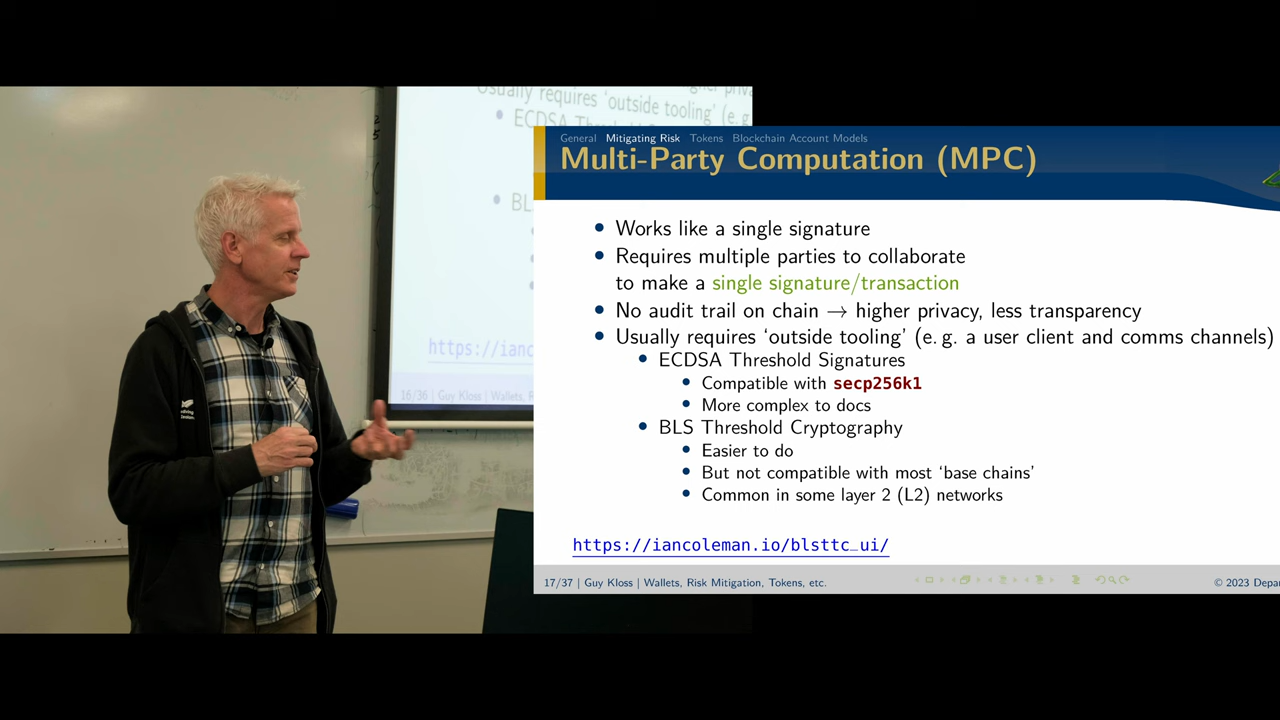 Usually requires 'outside tooling' (e. g
ECDSA
BL
https://ianc
16/36 | Guy Kloss | Wallets, R
General Mitigating Risk Tokens Blockchain Account Models
Multi-Party Computation (MPC)
Works like a single signature
Requires multiple parties to collaborate
to make a single signature/transaction
No audit trail on chain → higher privacy, less transparency
Usually requires ‘outside tooling’ (e. g. a user client and comms channels)
ECDSA Threshold Signatures
Compatible with secp256k1
More complex to docs
BLS Threshold Cryptography
Easier to do
But not compatible with most ‘base chains’
Common in some layer 2 (L2) networks
https://iancoleman.io/blsttc_ui/
17/37 | Guy Kloss | Wallets, Risk Mitigation, Tokens, etc.
© 2023 Depa